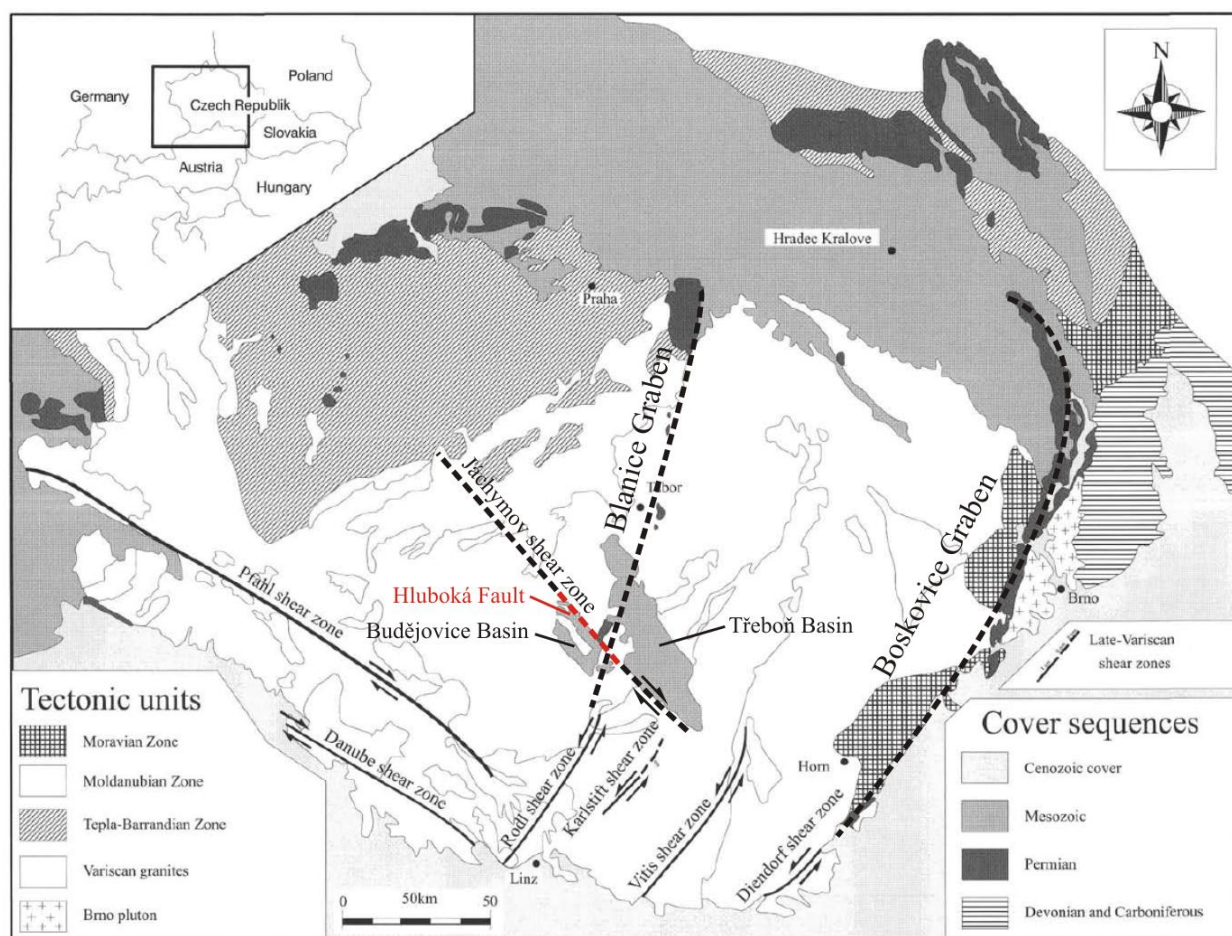 Germany
Poland
Czech Republik
Slovakia
Austria
Hungary
N
Hradec Kralove
Praha
Blanice Graben
Tabor
Jáchymov shear zone
Boskovice Graben
Pfahl shear zone
Hluboká Fault
Budějovice Basin
Třeboň Basin
Brno
Late-Variscan
shear zones
Danube shear zone
Rodl shear zone
Karlstift shear zone
Vitis shear zone
Diendorf shear zone
Horn
Linz
0 50km 50
Tectonic units
Moravian Zone
Moldanubian Zone
Tepla-Barrandian Zone
Variscan granites
Brno pluton
Cover sequences
Cenozoic cover
Mesozoic
Permian
Devonian and Carboniferous